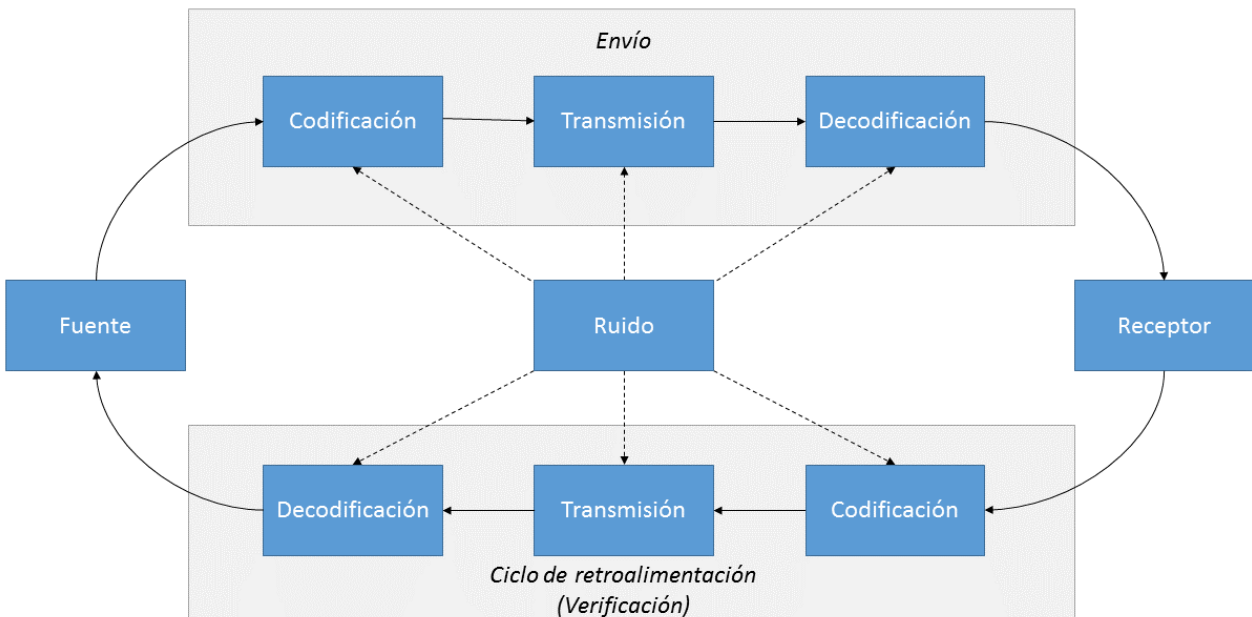 Envío
Codificación
Transmisión
Decodificación
Fuente
Ruido
Receptor
Decodificación
Transmisión
Codificación
Ciclo de retroalimentación
(Verificación)